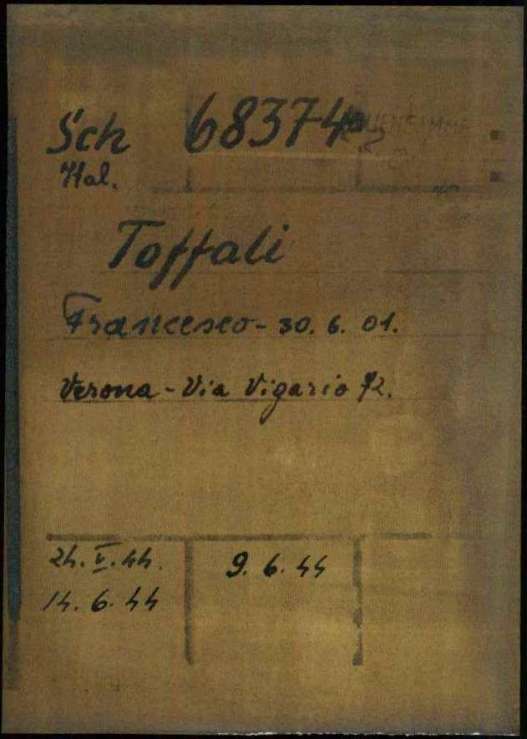 Sch 68374
Ital.
Toffali
Francesco - 30. 6. 01.
Verona - Via Vigasio 72.
24. V. 44. 9. 6. 44
14. 6. 44